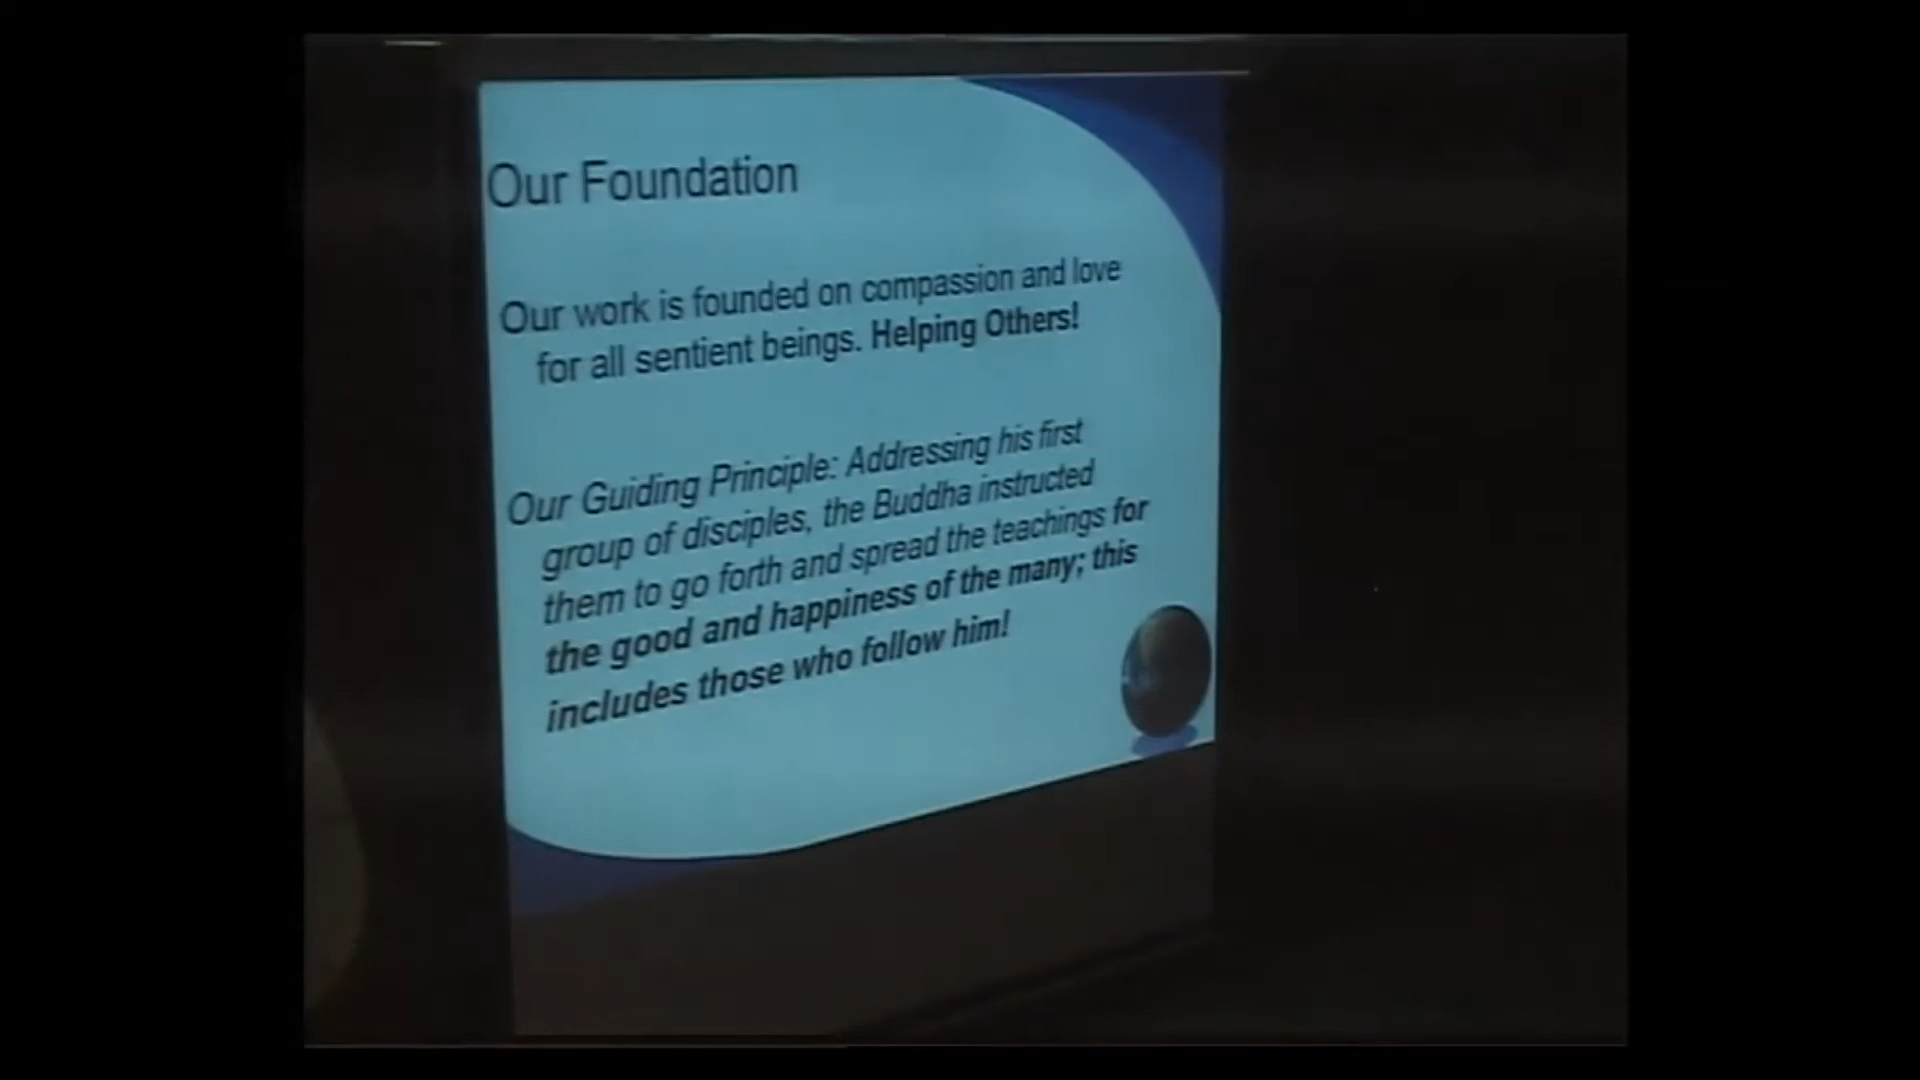 Our Foundation
Our work is founded on compassion and love
for all sentient beings. Helping Others!
Our Guiding Principle: Addressing his first
group of disciples, the Buddha instructed
them to go forth and spread the teachings for
the good and happiness of the many; this
includes those who follow him!